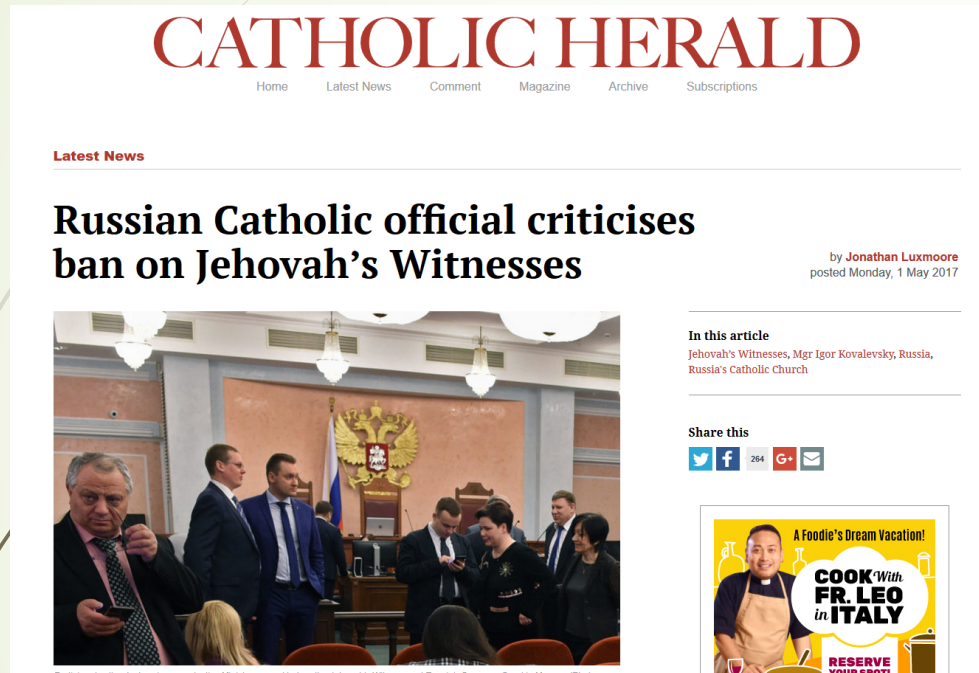 CATHOLIC HERALD
Home Latest News Comment Magazine Archive Subscriptions
Latest News
Russian Catholic official criticises
ban on Jehovah's Witnesses
by Jonathan Luxmoore
posted Monday, 1 May 2017
In this article
Jehovah's Witnesses, Mgr Igor Kovalevsky, Russia,
Russia's Catholic Church
Share this
264
G+
A Foodie's Dream Vacation!
COOK With
FR. LEO
in ITALY
RESERVE
YOUR SPOT!